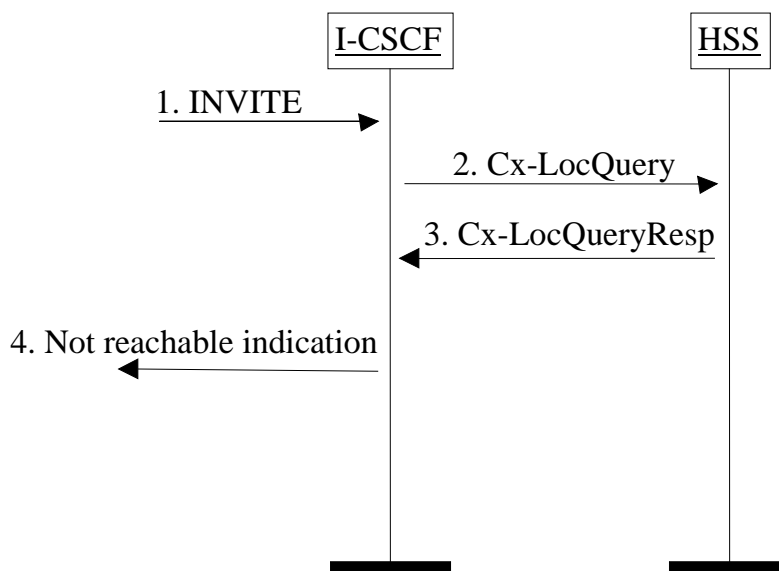 I-CSCF
HSS
1. INVITE
2. Cx-LocQuery
3. Cx-LocQueryResp
4. Not reachable indication